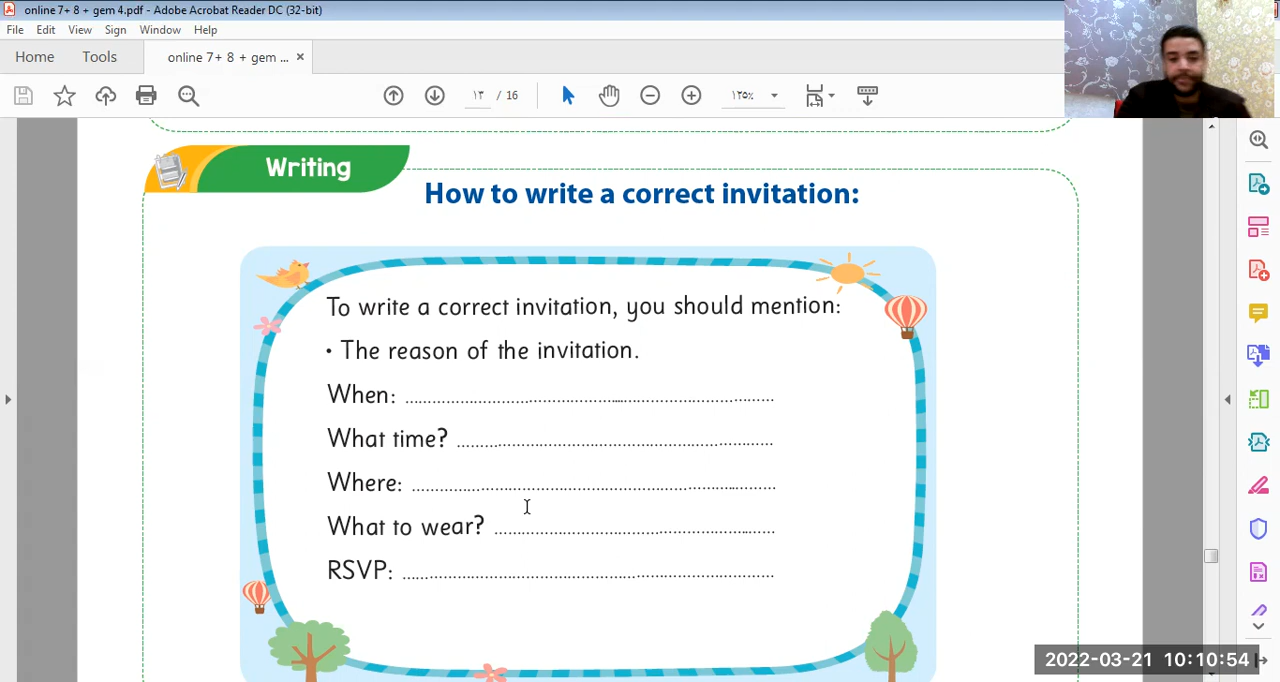 online 7+ 8 + gem 4.pdf - Adobe Acrobat Reader DC (32-bit)
File Edit View Sign Window Help
Home Tools online 7+ 8 + gem ... ×
١٣ / 16 ١٢٥%
Writing
How to write a correct invitation:
To write a correct invitation, you should mention:
• The reason of the invitation.
When: ................................................................
What time? ................................................................
Where: ................................................................
What to wear? ................................................................
RSVP: ................................................................
2022-03-21 10:10:54